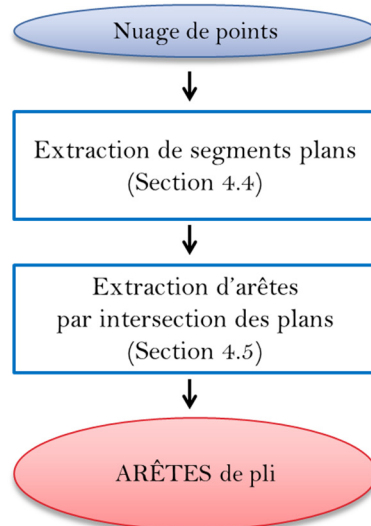 Nuage de points
Extraction de segments plans
(Section 4.4)
Extraction d'arêtes
par intersection des plans
(Section 4.5)
ARÊTES de pli